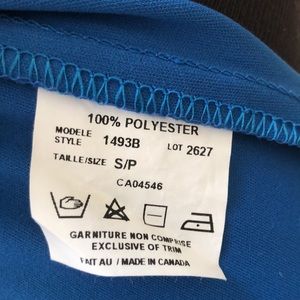 100% POLYESTER
MODELE
STYLE 1493B LOT 2627
TAILLE/SIZE S/P
CA04546
GARNITURE NON COMPRISE
EXCLUSIVE OF TRIM
FAIT AU / MADE IN CANADA